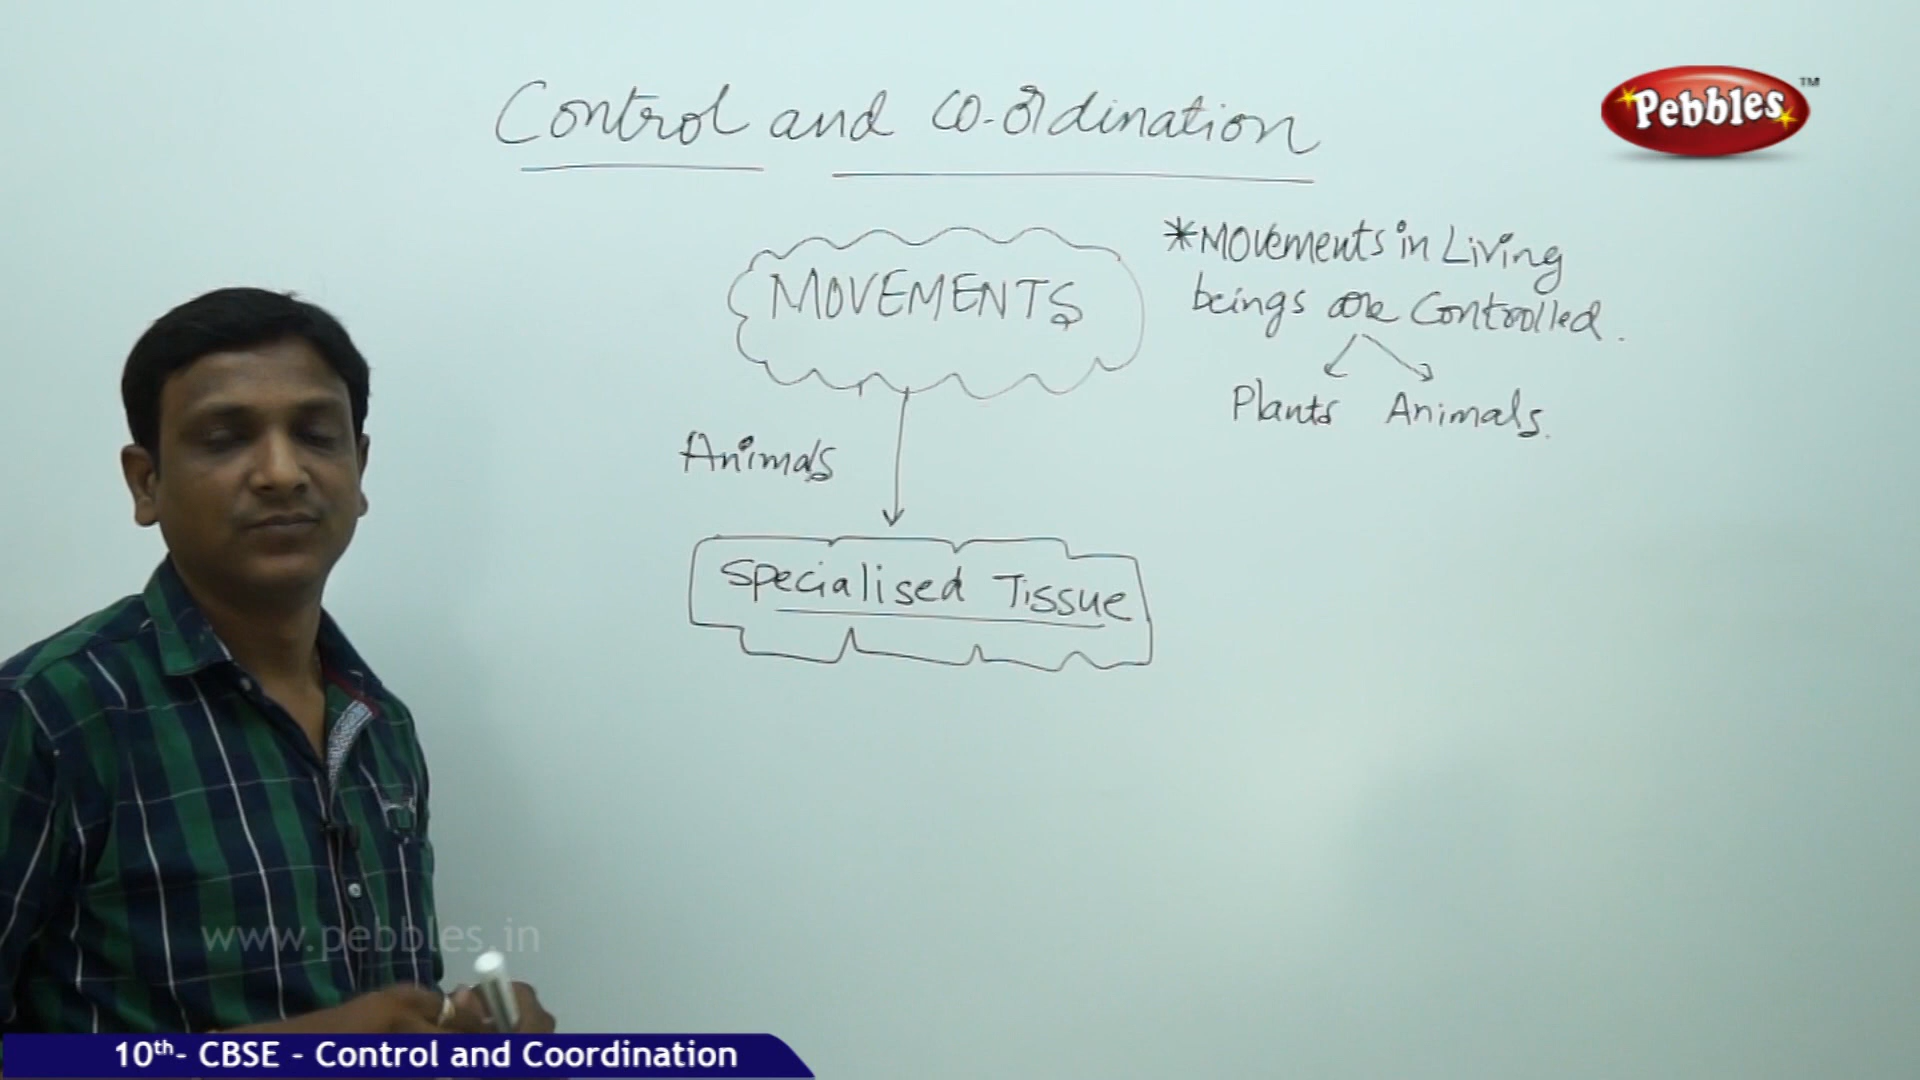 Control and co-ordination
Pebbles™
MOVEMENTS
*Movements in Living
beings are Controlled.
Plants Animals.
Animals
Specialised Tissue
www.pebbles.in
10th- CBSE - Control and Coordination